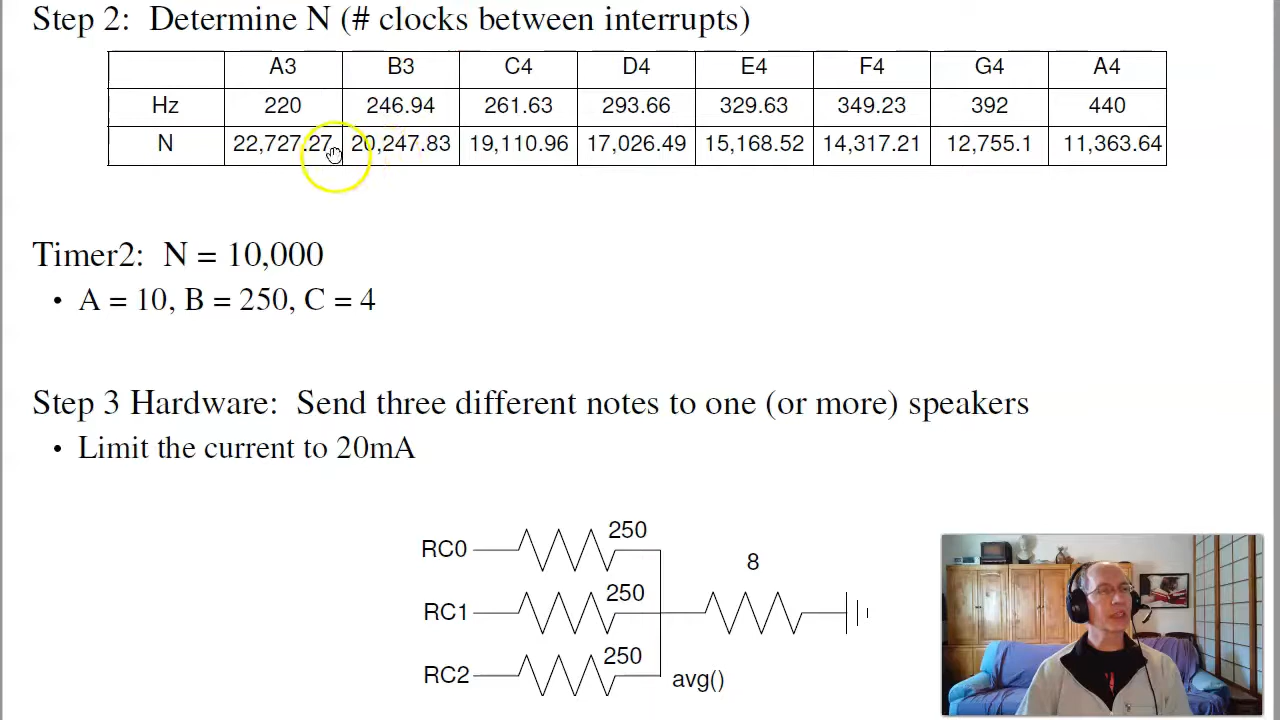 Step 2: Determine N (# clocks between interrupts)
A3 B3 C4 D4 E4 F4 G4 A4
Hz 220 246.94 261.63 293.66 329.63 349.23 392 440
N 22,727.27 20,247.83 19,110.96 17,026.49 15,168.52 14,317.21 12,755.1 11,363.64
Timer2: N = 10,000
• A = 10, B = 250, C = 4
Step 3 Hardware: Send three different notes to one (or more) speakers
• Limit the current to 20mA
RC0 250
8
RC1 250
RC2 250
avg()